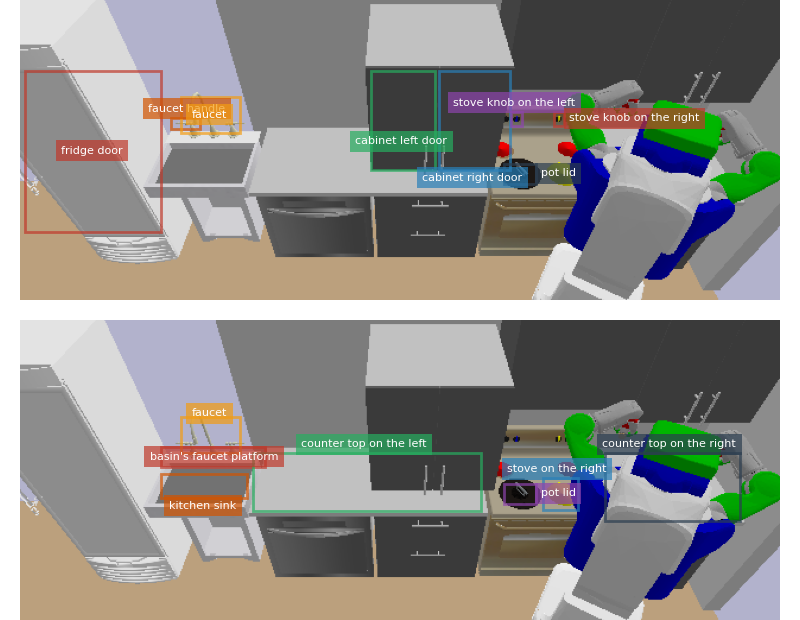 faucet handle
faucet
stove knob on the left
stove knob on the right
cabinet left door
fridge door
cabinet right door
pot lid
faucet
counter top on the left
counter top on the right
basin's faucet platform
stove on the right
pot lid
kitchen sink